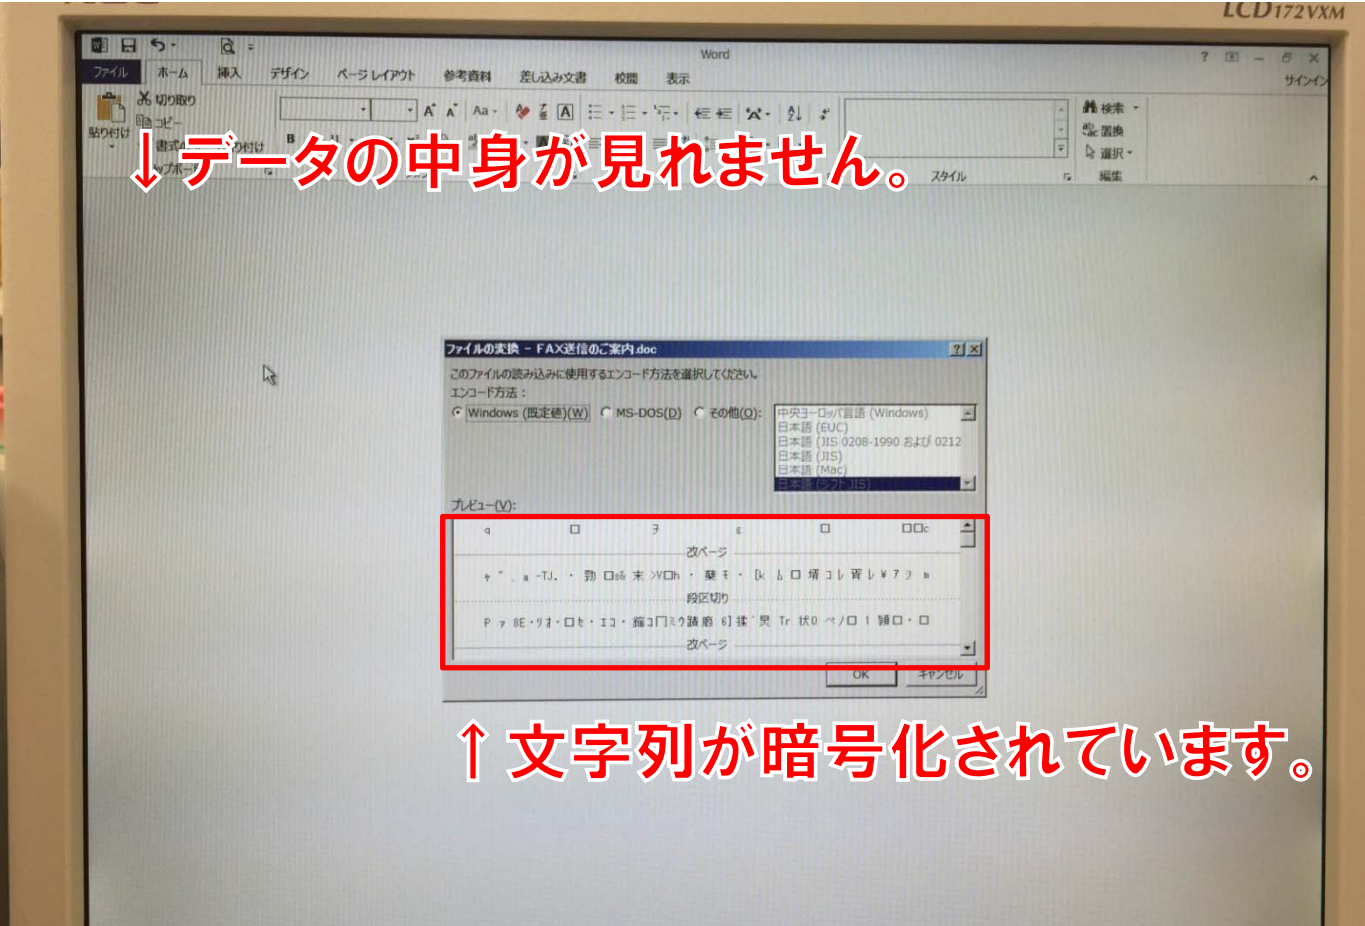 LCD172VXM
Word
ファイル ホーム 挿入 デザイン ページ レイアウト 参考資料 差し込み文書 校閲 表示
サインイン
切り取り
コピー
貼り付け
検索
置換
選択
スタイル
編集
↓データの中身が見れません。
ファイルの変換 - FAX送信のご案内.doc
このファイルの読み込みに使用するエンコード方法を選択してください。
エンコード方法:
Windows (既定値)(W) MS-DOS(D) その他(O):
中央ヨーロッパ言語 (Windows)
日本語 (EUC)
日本語 (JIS 0208-1990 および 0212
日本語 (JIS)
日本語 (Mac)
日本語 (シフト JIS)
プレビュー(V):
改ページ
段区切り
改ページ
OK キャンセル
↑文字列が暗号化されています。